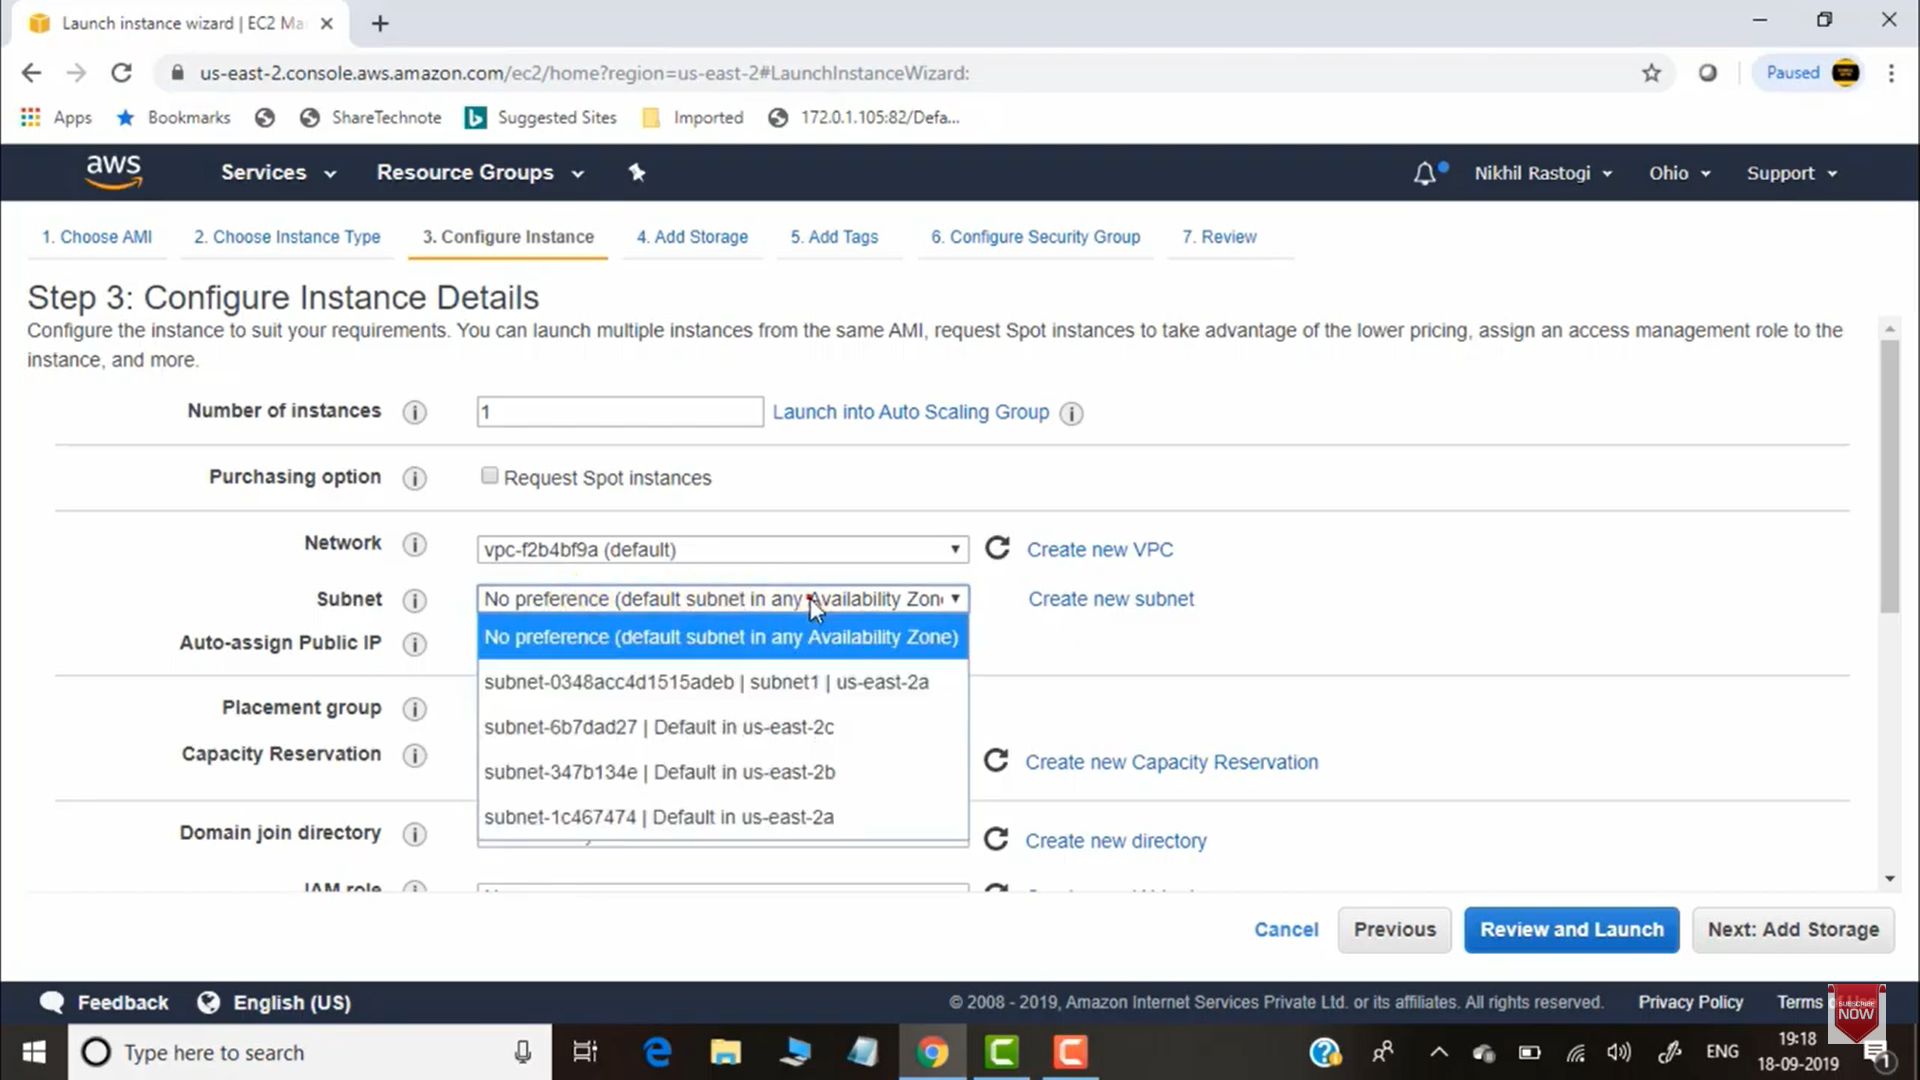 Launch instance wizard | EC2 Ma
us-east-2.console.aws.amazon.com/ec2/home?region=us-east-2#LaunchInstanceWizard:
Paused
Apps
Bookmarks
ShareTechnote
Suggested Sites
Imported
172.0.1.105:82/Defa...
aws
Services
Resource Groups
Nikhil Rastogi
Ohio
Support
1. Choose AMI
2. Choose Instance Type
3. Configure Instance
4. Add Storage
5. Add Tags
6. Configure Security Group
7. Review
Step 3: Configure Instance Details
Configure the instance to suit your requirements. You can launch multiple instances from the same AMI, request Spot instances to take advantage of the lower pricing, assign an access management role to the
instance, and more.
Number of instances
1
Launch into Auto Scaling Group
Purchasing option
Request Spot instances
Network
vpc-f2b4bf9a (default)
Create new VPC
Subnet
No preference (default subnet in any Availability Zon
Create new subnet
No preference (default subnet in any Availability Zone)
Auto-assign Public IP
subnet-0348acc4d1515adeb | subnet1 | us-east-2a
Placement group
subnet-6b7dad27 | Default in us-east-2c
Capacity Reservation
subnet-347b134e | Default in us-east-2b
Create new Capacity Reservation
subnet-1c467474 | Default in us-east-2a
Domain join directory
Create new directory
IAM role
Cancel
Previous
Review and Launch
Next: Add Storage
Feedback
English (US)
© 2008 - 2019, Amazon Internet Services Private Ltd. or its affiliates. All rights reserved.
Privacy Policy
Terms
SUBSCRIBE
NOW
Type here to search
ENG
19:18
18-09-2019
1